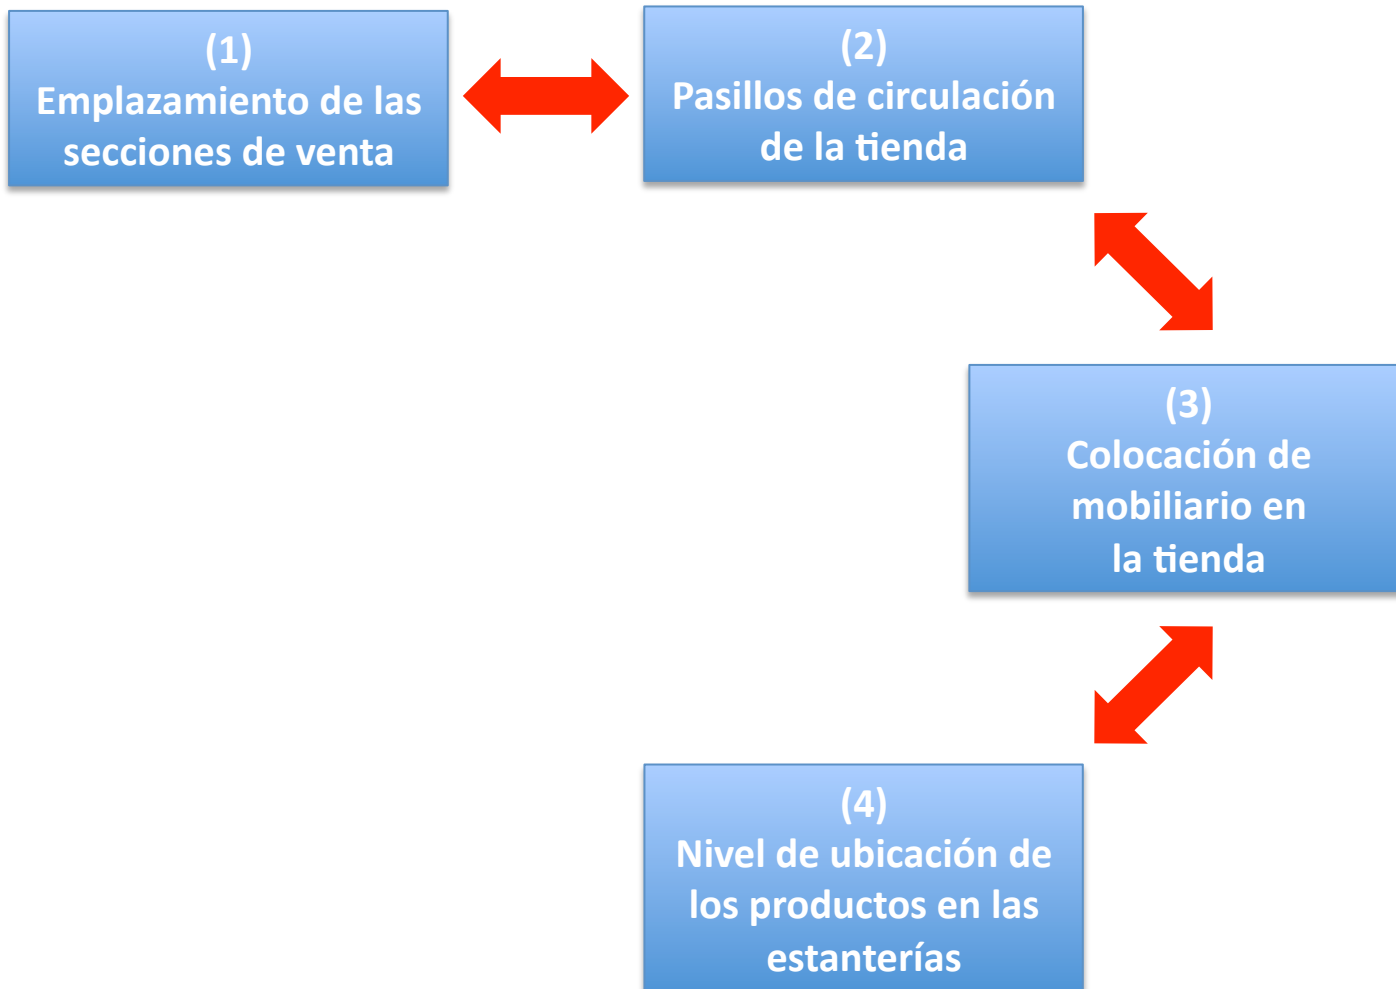 (1)
Emplazamiento de las
secciones de venta
(2)
Pasillos de circulación
de la tienda
(3)
Colocación de
mobiliario en
la tienda
(4)
Nivel de ubicación de
los productos en las
estanterías